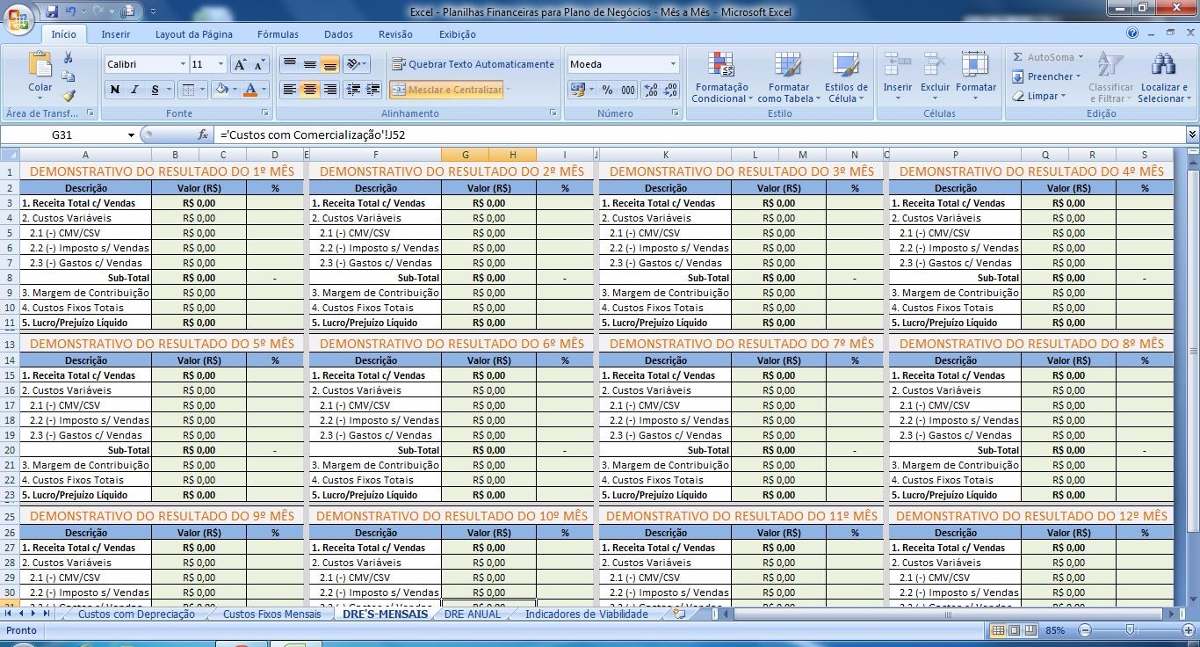 Excel - Planilhas Financeiras para Plano de Negócios - Mês a Mês - Microsoft Excel
Início Inserir Layout da Página Fórmulas Dados Revisão Exibição
Colar Calibri 11 Quebrar Texto Automaticamente Moeda Formatação Condicional Formatar como Tabela Estilos de Célula Inserir Excluir Formatar AutoSoma Classificar e Filtrar Localizar e Selecionar
N I S Mesclar e Centralizar % 000 Preencher
Limpar
Área de Transf... Fonte Alinhamento Número Estilo Células Edição
G31 fx ='Custos com Comercialização'!J52
A B C D E F G H I J K L M N O P Q R S
1 DEMONSTRATIVO DO RESULTADO DO 1º MÊS DEMONSTRATIVO DO RESULTADO DO 2º MÊS DEMONSTRATIVO DO RESULTADO DO 3º MÊS DEMONSTRATIVO DO RESULTADO DO 4º MÊS
2 Descrição Valor (R$) % Descrição Valor (R$) % Descrição Valor (R$) % Descrição Valor (R$) %
3 1. Receita Total c/ Vendas R$ 0,00 1. Receita Total c/ Vendas R$ 0,00 1. Receita Total c/ Vendas R$ 0,00 1. Receita Total c/ Vendas R$ 0,00
4 2. Custos Variáveis R$ 0,00 2. Custos Variáveis R$ 0,00 2. Custos Variáveis R$ 0,00 2. Custos Variáveis R$ 0,00
5 2.1 (-) CMV/CSV R$ 0,00 2.1 (-) CMV/CSV R$ 0,00 2.1 (-) CMV/CSV R$ 0,00 2.1 (-) CMV/CSV R$ 0,00
6 2.2 (-) Imposto s/ Vendas R$ 0,00 2.2 (-) Imposto s/ Vendas R$ 0,00 2.2 (-) Imposto s/ Vendas R$ 0,00 2.2 (-) Imposto s/ Vendas R$ 0,00
7 2.3 (-) Gastos c/ Vendas R$ 0,00 2.3 (-) Gastos c/ Vendas R$ 0,00 2.3 (-) Gastos c/ Vendas R$ 0,00 2.3 (-) Gastos c/ Vendas R$ 0,00
8 Sub-Total R$ 0,00 - Sub-Total R$ 0,00 - Sub-Total R$ 0,00 - Sub-Total R$ 0,00 -
9 3. Margem de Contribuição R$ 0,00 3. Margem de Contribuição R$ 0,00 3. Margem de Contribuição R$ 0,00 3. Margem de Contribuição R$ 0,00
10 4. Custos Fixos Totais R$ 0,00 4. Custos Fixos Totais R$ 0,00 4. Custos Fixos Totais R$ 0,00 4. Custos Fixos Totais R$ 0,00
11 5. Lucro/Prejuízo Líquido R$ 0,00 5. Lucro/Prejuízo Líquido R$ 0,00 5. Lucro/Prejuízo Líquido R$ 0,00 5. Lucro/Prejuízo Líquido R$ 0,00
13 DEMONSTRATIVO DO RESULTADO DO 5º MÊS DEMONSTRATIVO DO RESULTADO DO 6º MÊS DEMONSTRATIVO DO RESULTADO DO 7º MÊS DEMONSTRATIVO DO RESULTADO DO 8º MÊS
14 Descrição Valor (R$) % Descrição Valor (R$) % Descrição Valor (R$) % Descrição Valor (R$) %
15 1. Receita Total c/ Vendas R$ 0,00 1. Receita Total c/ Vendas R$ 0,00 1. Receita Total c/ Vendas R$ 0,00 1. Receita Total c/ Vendas R$ 0,00
16 2. Custos Variáveis R$ 0,00 2. Custos Variáveis R$ 0,00 2. Custos Variáveis R$ 0,00 2. Custos Variáveis R$ 0,00
17 2.1 (-) CMV/CSV R$ 0,00 2.1 (-) CMV/CSV R$ 0,00 2.1 (-) CMV/CSV R$ 0,00 2.1 (-) CMV/CSV R$ 0,00
18 2.2 (-) Imposto s/ Vendas R$ 0,00 2.2 (-) Imposto s/ Vendas R$ 0,00 2.2 (-) Imposto s/ Vendas R$ 0,00 2.2 (-) Imposto s/ Vendas R$ 0,00
19 2.3 (-) Gastos c/ Vendas R$ 0,00 2.3 (-) Gastos c/ Vendas R$ 0,00 2.3 (-) Gastos c/ Vendas R$ 0,00 2.3 (-) Gastos c/ Vendas R$ 0,00
20 Sub-Total R$ 0,00 - Sub-Total R$ 0,00 - Sub-Total R$ 0,00 - Sub-Total R$ 0,00 -
21 3. Margem de Contribuição R$ 0,00 3. Margem de Contribuição R$ 0,00 3. Margem de Contribuição R$ 0,00 3. Margem de Contribuição R$ 0,00
22 4. Custos Fixos Totais R$ 0,00 4. Custos Fixos Totais R$ 0,00 4. Custos Fixos Totais R$ 0,00 4. Custos Fixos Totais R$ 0,00
23 5. Lucro/Prejuízo Líquido R$ 0,00 5. Lucro/Prejuízo Líquido R$ 0,00 5. Lucro/Prejuízo Líquido R$ 0,00 5. Lucro/Prejuízo Líquido R$ 0,00
25 DEMONSTRATIVO DO RESULTADO DO 9º MÊS DEMONSTRATIVO DO RESULTADO DO 10º MÊS DEMONSTRATIVO DO RESULTADO DO 11º MÊS DEMONSTRATIVO DO RESULTADO DO 12º MÊS
26 Descrição Valor (R$) % Descrição Valor (R$) % Descrição Valor (R$) % Descrição Valor (R$) %
27 1. Receita Total c/ Vendas R$ 0,00 1. Receita Total c/ Vendas R$ 0,00 1. Receita Total c/ Vendas R$ 0,00 1. Receita Total c/ Vendas R$ 0,00
28 2. Custos Variáveis R$ 0,00 2. Custos Variáveis R$ 0,00 2. Custos Variáveis R$ 0,00 2. Custos Variáveis R$ 0,00
29 2.1 (-) CMV/CSV R$ 0,00 2.1 (-) CMV/CSV R$ 0,00 2.1 (-) CMV/CSV R$ 0,00 2.1 (-) CMV/CSV R$ 0,00
30 2.2 (-) Imposto s/ Vendas R$ 0,00 2.2 (-) Imposto s/ Vendas R$ 0,00 2.2 (-) Imposto s/ Vendas R$ 0,00 2.2 (-) Imposto s/ Vendas R$ 0,00
Custos com Depreciação Custos Fixos Mensais DRE'S-MENSAIS DRE ANUAL Indicadores de Viabilidade
Pronto 85%